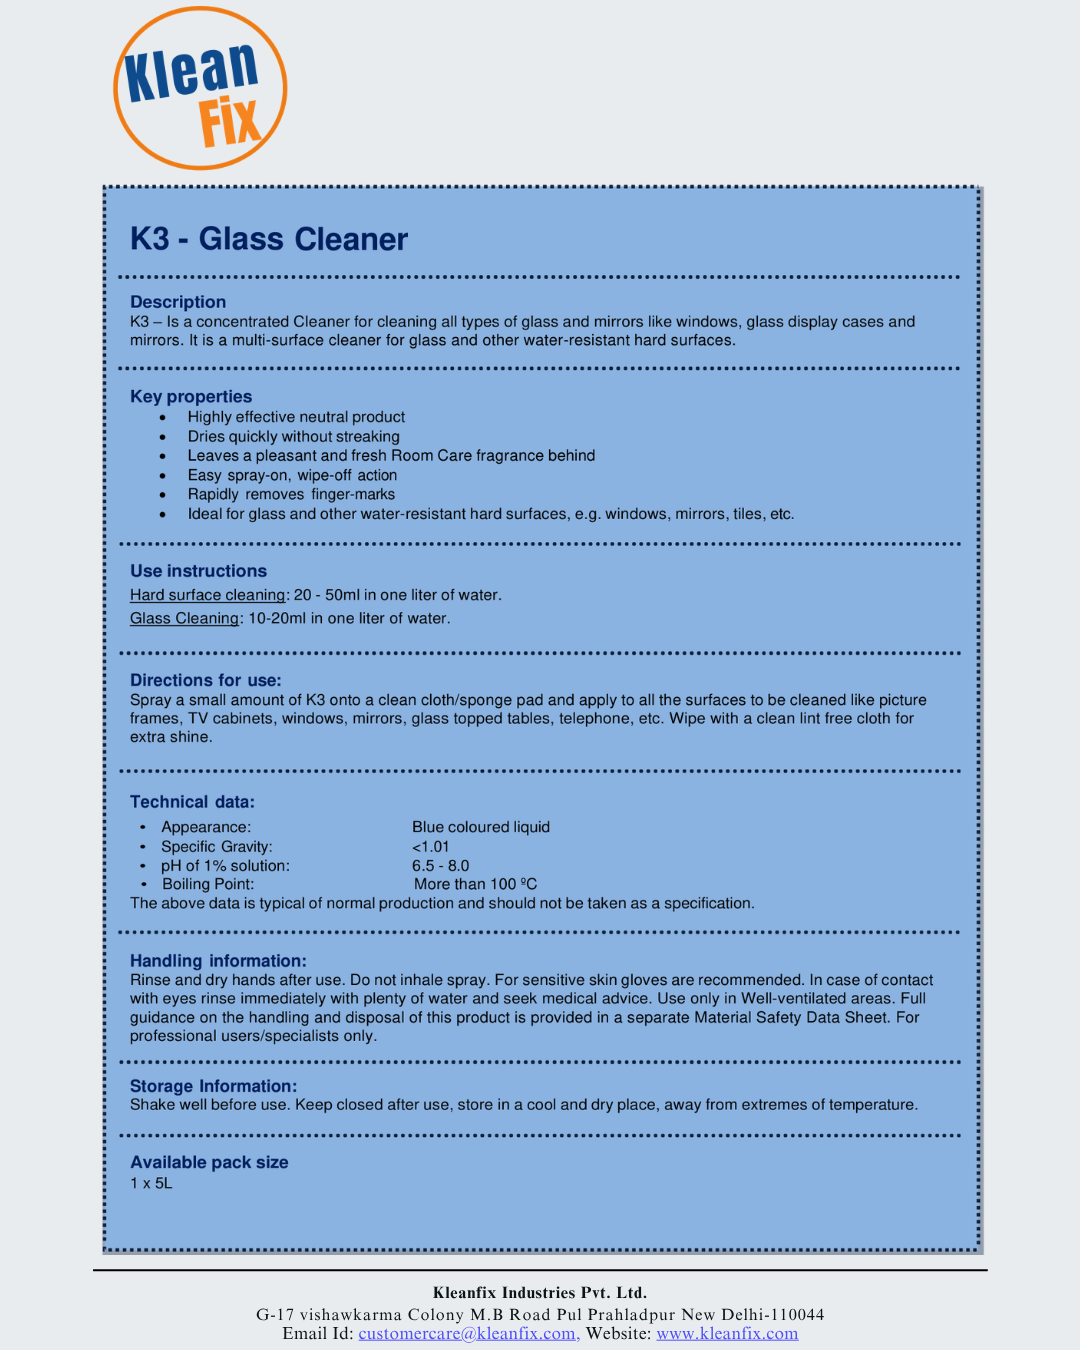 Klean
Fix
K3 - Glass Cleaner
Description
K3 – Is a concentrated Cleaner for cleaning all types of glass and mirrors like windows, glass display cases and
mirrors. It is a multi-surface cleaner for glass and other water-resistant hard surfaces.
Key properties
• Highly effective neutral product
• Dries quickly without streaking
• Leaves a pleasant and fresh Room Care fragrance behind
• Easy spray-on, wipe-off action
• Rapidly removes finger-marks
• Ideal for glass and other water-resistant hard surfaces, e.g. windows, mirrors, tiles, etc.
Use instructions
Hard surface cleaning: 20 - 50ml in one liter of water.
Glass Cleaning: 10-20ml in one liter of water.
Directions for use:
Spray a small amount of K3 onto a clean cloth/sponge pad and apply to all the surfaces to be cleaned like picture
frames, TV cabinets, windows, mirrors, glass topped tables, telephone, etc. Wipe with a clean lint free cloth for
extra shine.
Technical data:
• Appearance: Blue coloured liquid
• Specific Gravity: <1.01
• pH of 1% solution: 6.5 - 8.0
• Boiling Point: More than 100 ºC
The above data is typical of normal production and should not be taken as a specification.
Handling information:
Rinse and dry hands after use. Do not inhale spray. For sensitive skin gloves are recommended. In case of contact
with eyes rinse immediately with plenty of water and seek medical advice. Use only in Well-ventilated areas. Full
guidance on the handling and disposal of this product is provided in a separate Material Safety Data Sheet. For
professional users/specialists only.
Storage Information:
Shake well before use. Keep closed after use, store in a cool and dry place, away from extremes of temperature.
Available pack size
1 x 5L
Kleanfix Industries Pvt. Ltd.
G-17 vishawkarma Colony M.B Road Pul Prahladpur New Delhi-110044
Email Id: customercare@kleanfix.com, Website: www.kleanfix.com